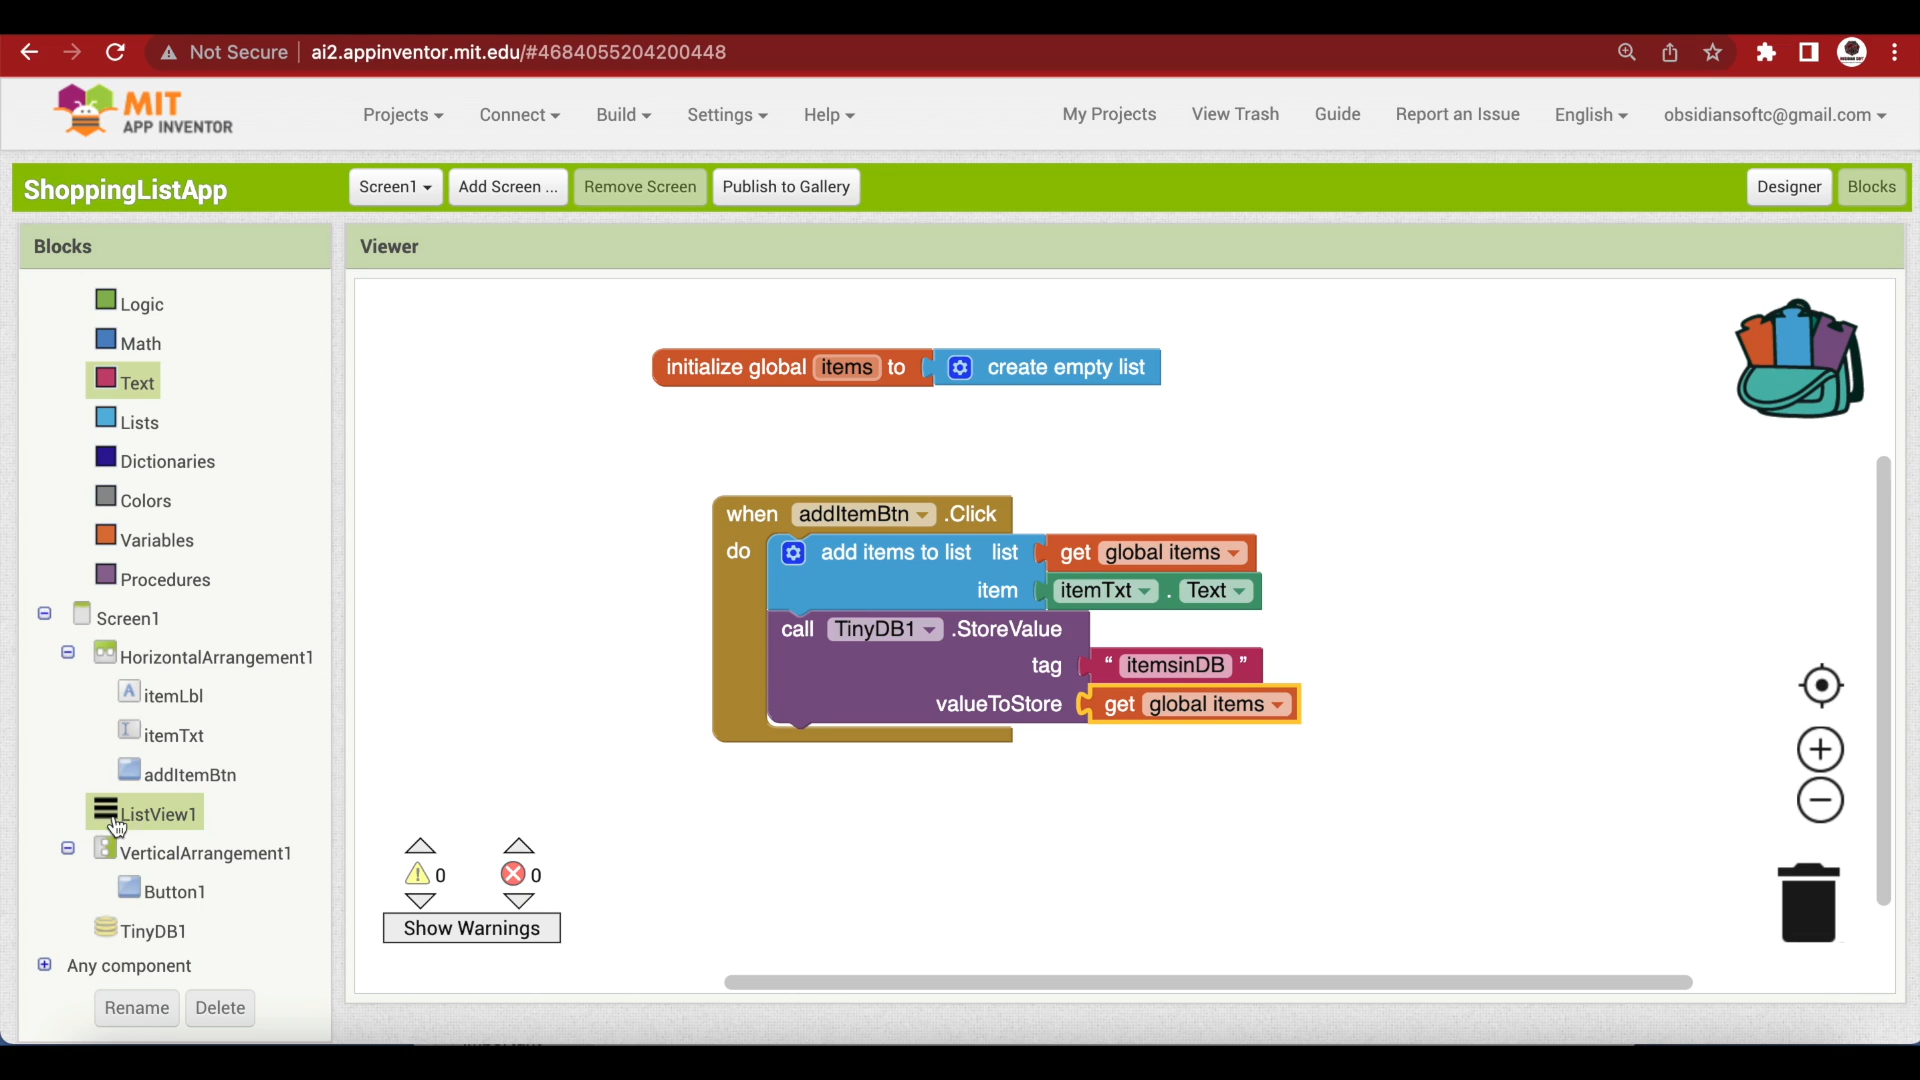 Not Secure | ai2.appinventor.mit.edu/#4684055204200448
MIT
APP INVENTOR
Projects Connect Build Settings Help My Projects View Trash Guide Report an Issue English obsidiansoftc@gmail.com
ShoppingListApp Screen1 Add Screen ... Remove Screen Publish to Gallery Designer Blocks
Blocks
Viewer
Logic
Math
Text
Lists
Dictionaries
Colors
Variables
Procedures
Screen1
HorizontalArrangement1
itemLbl
itemTxt
addItemBtn
ListView1
VerticalArrangement1
Button1
TinyDB1
Any component
Rename Delete
initialize global items to create empty list
when addItemBtn .Click
do add items to list list get global items
item itemTxt . Text
call TinyDB1 .StoreValue
tag “ itemsinDB ”
valueToStore get global items
0 0
Show Warnings